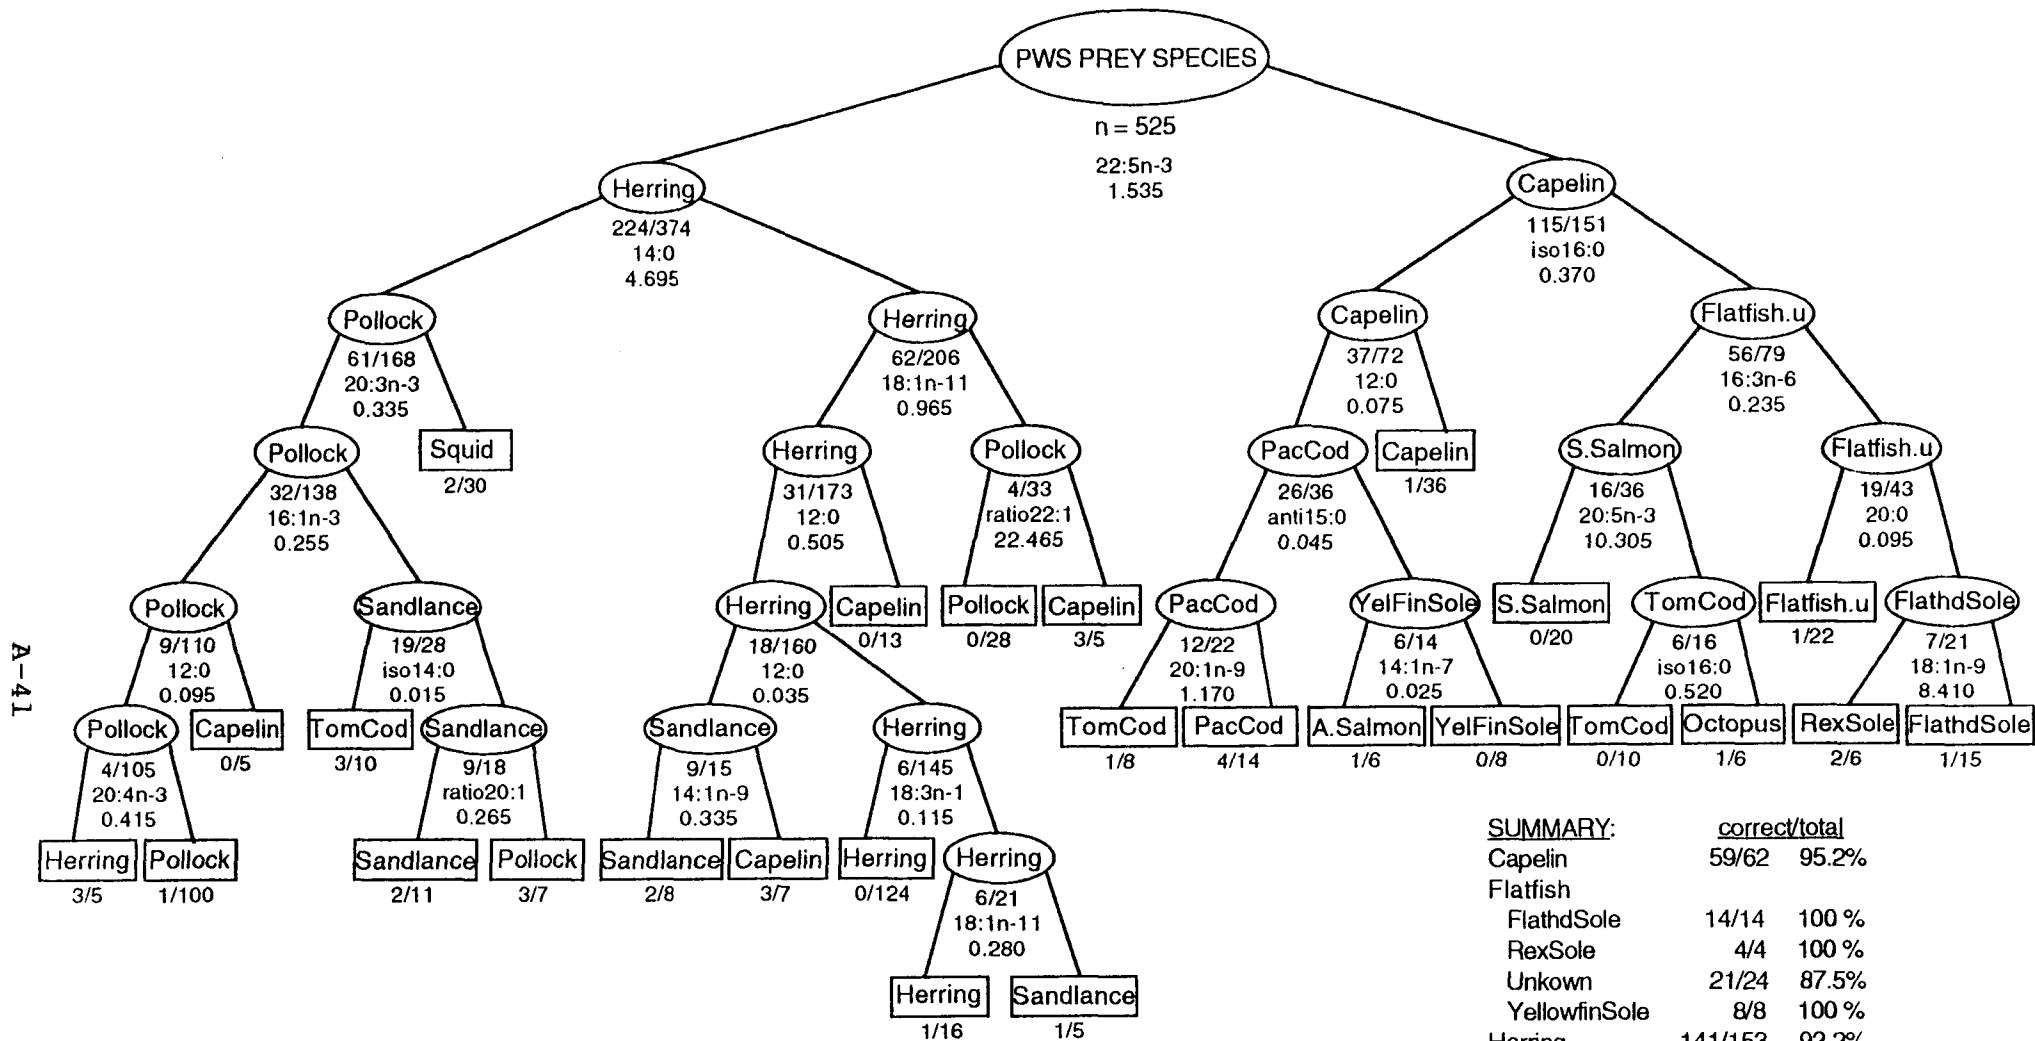 PWS PREY SPECIES
n = 525
22:5n-3
1.535
Herring
224/374
14:0
4.695
Capelin
115/151
iso16:0
0.370
Pollock
61/168
20:3n-3
0.335
Herring
62/206
18:1n-11
0.965
Capelin
37/72
12:0
0.075
Flatfish.u
56/79
16:3n-6
0.235
Pollock
32/138
16:1n-3
0.255
Squid
2/30
Herring
31/173
12:0
0.505
Pollock
4/33
ratio22:1
22.465
PacCod
26/36
anti15:0
0.045
Capelin
1/36
S.Salmon
16/36
20:5n-3
10.305
Flatfish.u
19/43
20:0
0.095
Pollock
9/110
12:0
0.095
Sandlance
19/28
iso14:0
0.015
Herring
18/160
12:0
0.035
Capelin
0/13
Pollock
0/28
Capelin
3/5
PacCod
12/22
20:1n-9
1.170
YelFinSole
6/14
14:1n-7
0.025
S.Salmon
0/20
TomCod
6/16
iso16:0
0.520
Flatfish.u
1/22
FlathdSole
7/21
18:1n-9
8.410
Pollock
4/105
20:4n-3
0.415
Capelin
0/5
TomCod
3/10
Sandlance
9/18
ratio20:1
0.265
Sandlance
9/15
14:1n-9
0.335
Herring
6/145
18:3n-1
0.115
TomCod
1/8
PacCod
4/14
A.Salmon
1/6
YelFinSole
0/8
TomCod
0/10
Octopus
1/6
RexSole
2/6
FlathdSole
1/15
Herring
3/5
Pollock
1/100
Sandlance
2/11
Pollock
3/7
Sandlance
2/8
Capelin
3/7
Herring
0/124
Herring
6/21
18:1n-11
0.280
Herring
1/16
Sandlance
1/5
SUMMARY: correct/total
Capelin 59/62 95.2%
Flatfish
FlathdSole 14/14 100 %
RexSole 4/4 100 %
Unkown 21/24 87.5%
YellowfinSole 8/8 100 %
Herring 141/153 92.2%
A-41